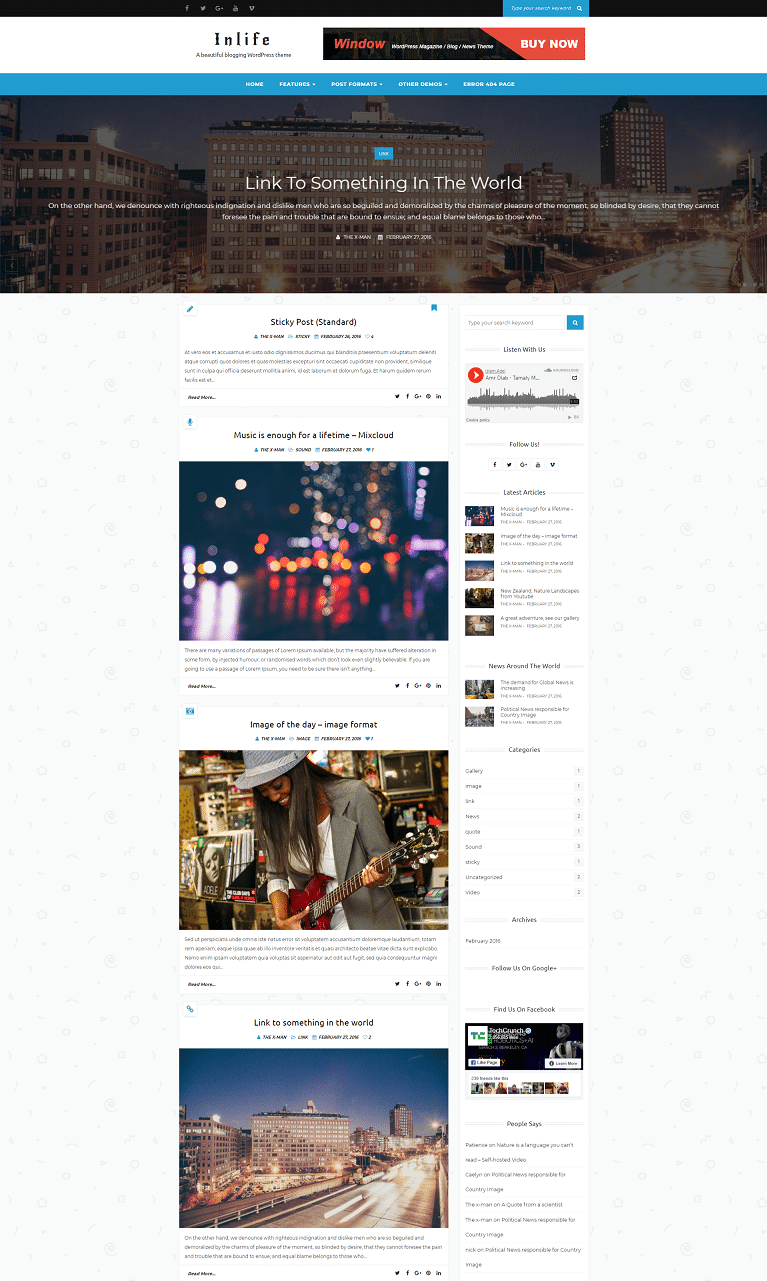 Type your search keyword
Inlife
A beautiful blogging WordPress theme
Window WordPress Magazine / Blog / News Theme BUY NOW
HOME FEATURES POST FORMATS OTHER DEMOS ERROR 404 PAGE
LINK
Link To Something In The World
On the other hand, we denounce with righteous indignation and dislike men who are so beguiled and demoralized by the charms of pleasure of the moment, so blinded by desire, that they cannot
foresee the pain and trouble that are bound to ensue; and equal blame belongs to those who...
THE X-MAN FEBRUARY 27, 2016
Sticky Post (Standard)
THE X-MAN STICKY FEBRUARY 26, 2016 4
At vero eos et accusamus et iusto odio dignissimos ducimus qui blanditiis praesentium voluptatum deleniti
atque corrupti quos dolores et quas molestias excepturi sint occaecati cupiditate non provident, similique
sunt in culpa qui officia deserunt mollitia animi, id est laborum et dolorum fuga. Et harum quidem rerum
facilis est et...
Read More...
Music is enough for a lifetime – Mixcloud
THE X-MAN SOUND FEBRUARY 27, 2016 1
There are many variations of passages of Lorem Ipsum available, but the majority have suffered alteration in
some form, by injected humour, or randomised words which don't look even slightly believable. If you are
going to use a passage of Lorem Ipsum, you need to be sure there isn't anything...
Read More...
Image of the day – image format
THE X-MAN IMAGE FEBRUARY 27, 2016 1
ADELE
THE CLUB DAYS
Sed ut perspiciatis unde omnis iste natus error sit voluptatem accusantium doloremque laudantium, totam
rem aperiam, eaque ipsa quae ab illo inventore veritatis et quasi architecto beatae vitae dicta sunt explicabo.
Nemo enim ipsam voluptatem quia voluptas sit aspernatur aut odit aut fugit, sed quia consequuntur magni
dolores eos qui...
Read More...
Link to something in the world
THE X-MAN LINK FEBRUARY 27, 2016 2
On the other hand, we denounce with righteous indignation and dislike men who are so beguiled and
demoralized by the charms of pleasure of the moment, so blinded by desire, that they cannot foresee the pain
and trouble that are bound to ensue; and equal blame belongs to those who...
Read More...
Type your search keyword
Listen With Us
SOUNDCLOUD
Amr Diab - Tamaly M...
Cookie policy
Follow Us!
Latest Articles
Music is enough for a lifetime –
Mixcloud
THE X-MAN - FEBRUARY 27, 2016
Image of the day – image format
THE X-MAN - FEBRUARY 27, 2016
Link to something in the world
THE X-MAN - FEBRUARY 27, 2016
New Zealand, Nature Landscapes
from Youtube
THE X-MAN - FEBRUARY 27, 2016
A great adventure, see our gallery
THE X-MAN - FEBRUARY 27, 2016
News Around The World
The demand for Global News is
increasing
THE X-MAN - FEBRUARY 27, 2016
Political News responsible for
Country Image
THE X-MAN - FEBRUARY 27, 2016
Categories
Gallery 1
image 1
link 1
News 2
quote 1
Sound 3
sticky 1
Uncategorized 2
Video 2
Archives
February 2016
Follow Us On Google+
Find Us On Facebook
TechCrunch
Like Page Learn More
239 friends like this
People Says
Patience on Nature is a language you can't
read – Self-hosted Video
Caelyn on Political News responsible for
Country Image
The x-man on A Quote from a scientist
The x-man on Political News responsible for
Country Image
nick on Political News responsible for Country
Image